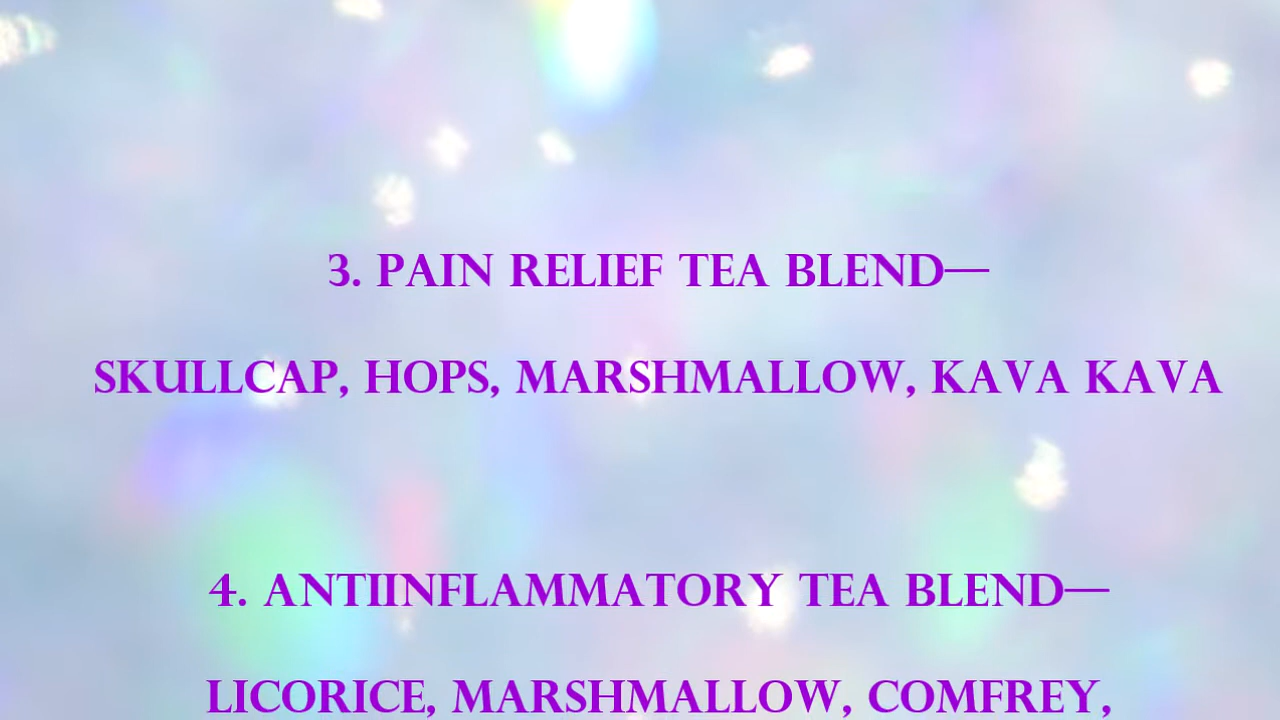 3. PAIN RELIEF TEA BLEND—
SKULLCAP, HOPS, MARSHMALLOW, KAVA KAVA
4. ANTIINFLAMMATORY TEA BLEND—
LICORICE, MARSHMALLOW, COMFREY,